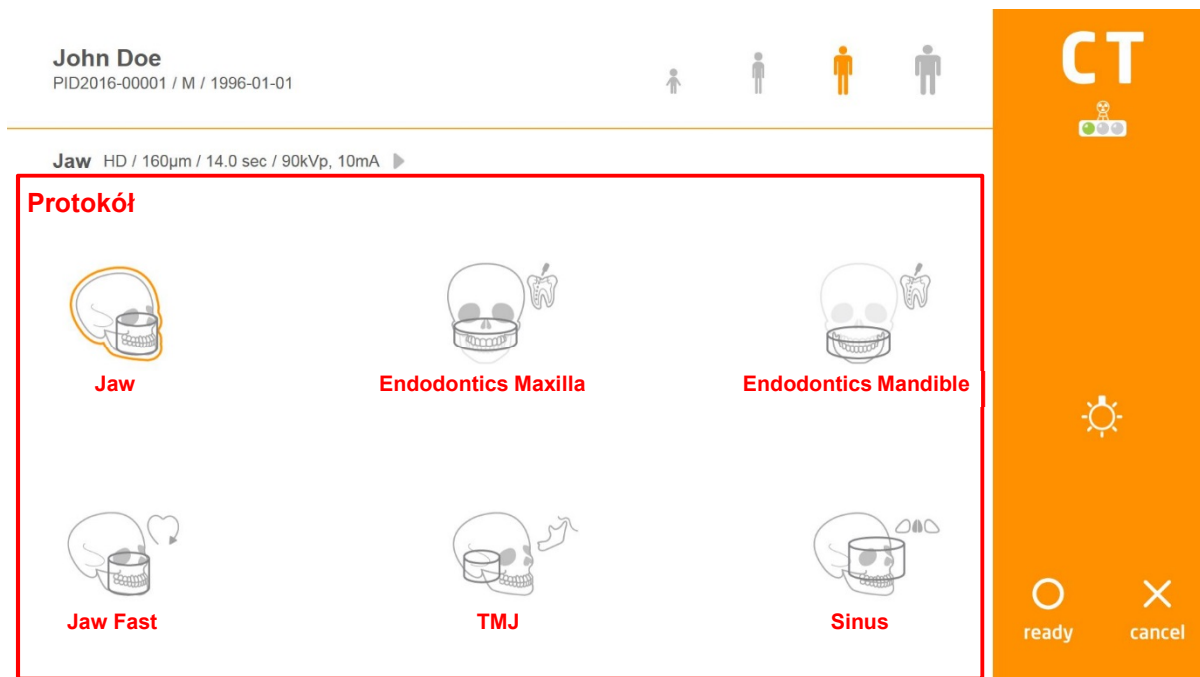 John Doe
PID2016-00001 / M / 1996-01-01
CT
Jaw HD / 160µm / 14.0 sec / 90kVp, 10mA
Protokół
Jaw
Endodontics Maxilla
Endodontics Mandible
Jaw Fast
TMJ
Sinus
ready
cancel